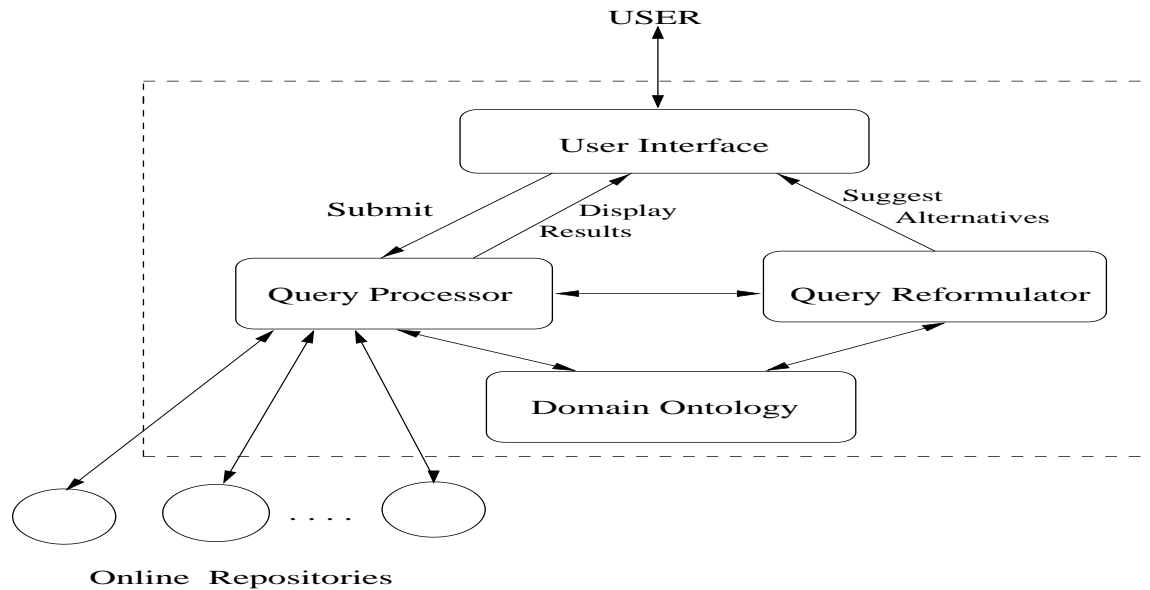 USER
User Interface
Submit
Display
Results
Suggest
Alternatives
Query Processor
Query Reformulator
Domain Ontology
. . . .
Online Repositories